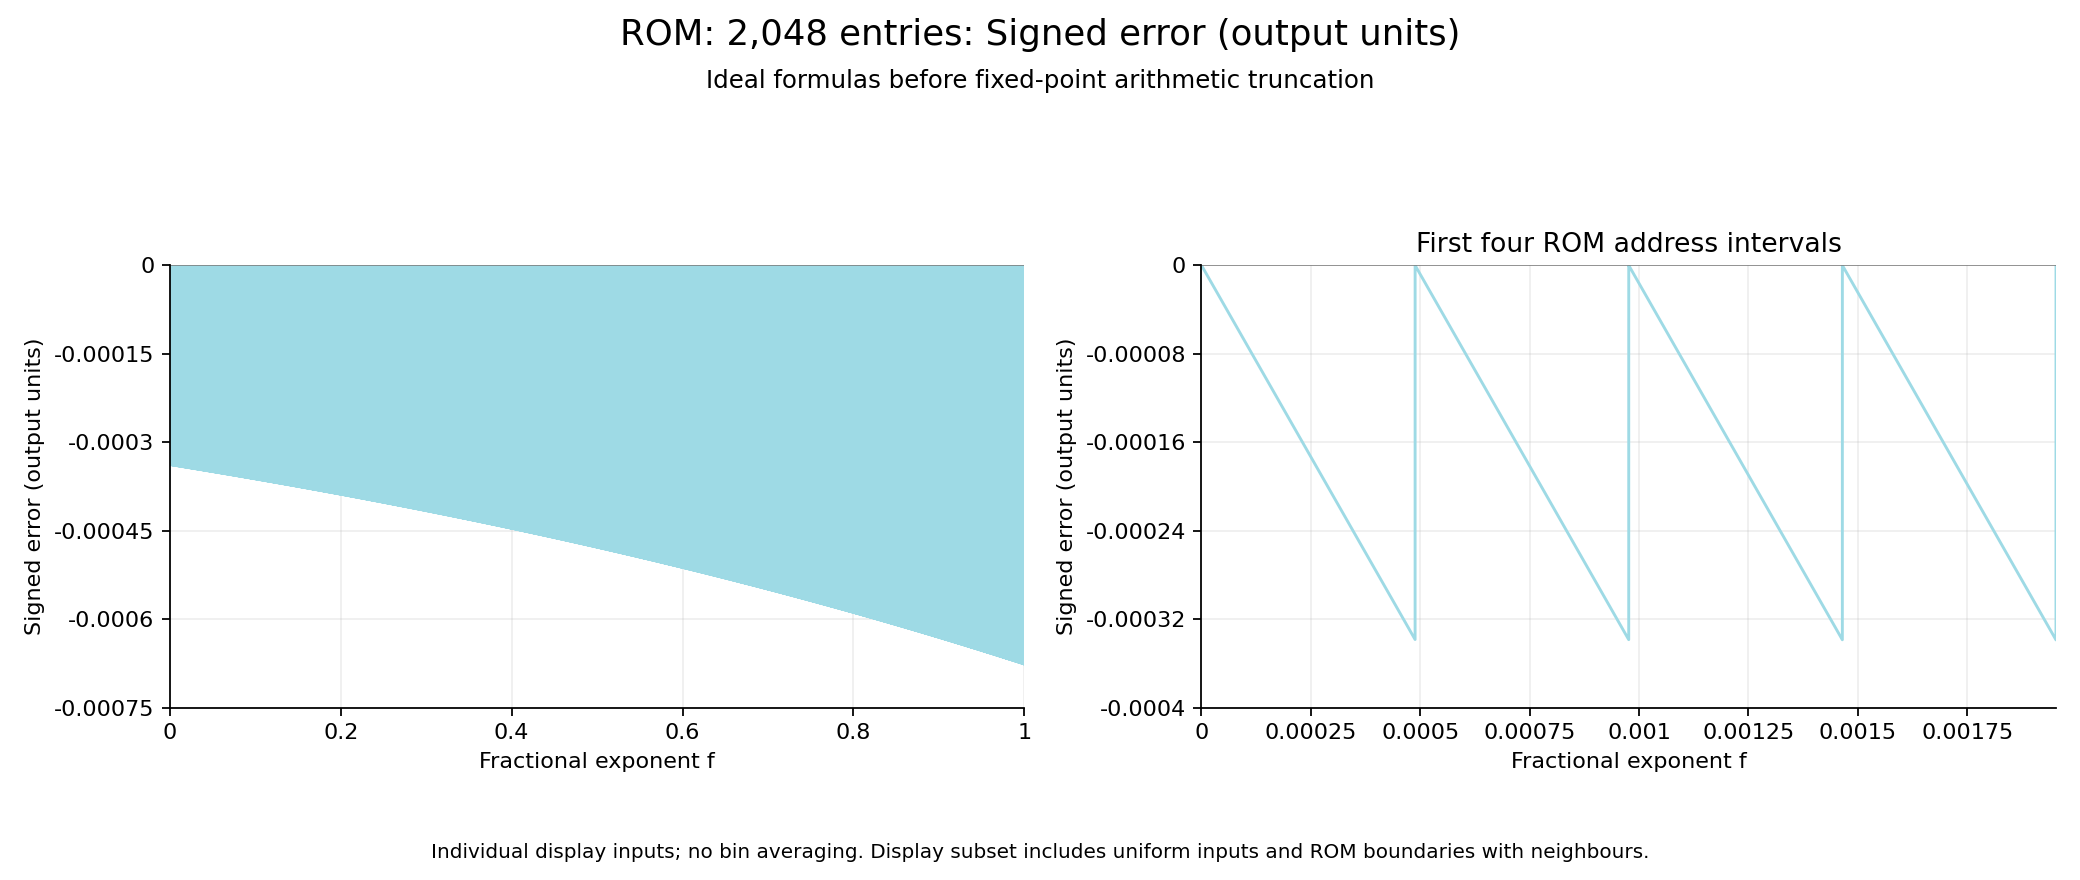 ROM: 2,048 entries: Signed error (output units)
Ideal formulas before fixed-point arithmetic truncation
Signed error (output units)
0
-0.00015
-0.0003
-0.00045
-0.0006
-0.00075
0 0.2 0.4 0.6 0.8 1
Fractional exponent f
First four ROM address intervals
Signed error (output units)
0
-0.00008
-0.00016
-0.00024
-0.00032
-0.0004
0 0.00025 0.0005 0.00075 0.001 0.00125 0.0015 0.00175
Fractional exponent f
Individual display inputs; no bin averaging. Display subset includes uniform inputs and ROM boundaries with neighbours.